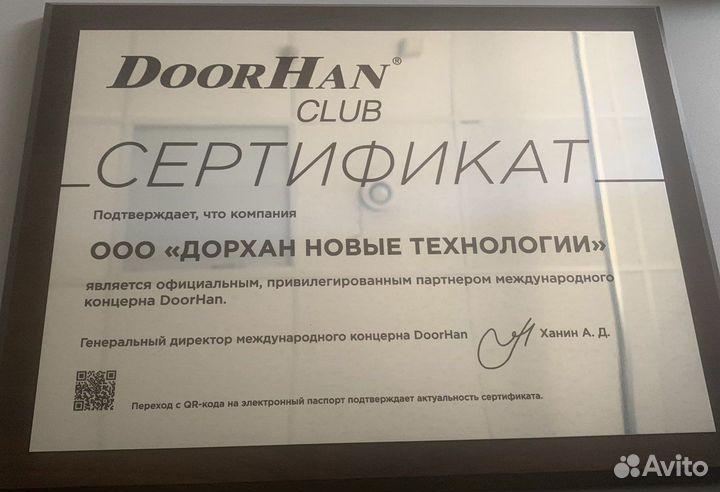 DOORHAN®
CLUB
СЕРТИФИКАТ
Подтверждает, что компания
ООО «ДОРХАН НОВЫЕ ТЕХНОЛОГИИ»
является официальным, привилегированным партнером международного
концерна DoorHan.
Генеральный директор международного концерна DoorHan Ханин А. Д.
Переход с QR-кода на электронный паспорт подтверждает актуальность сертификата.
Avito